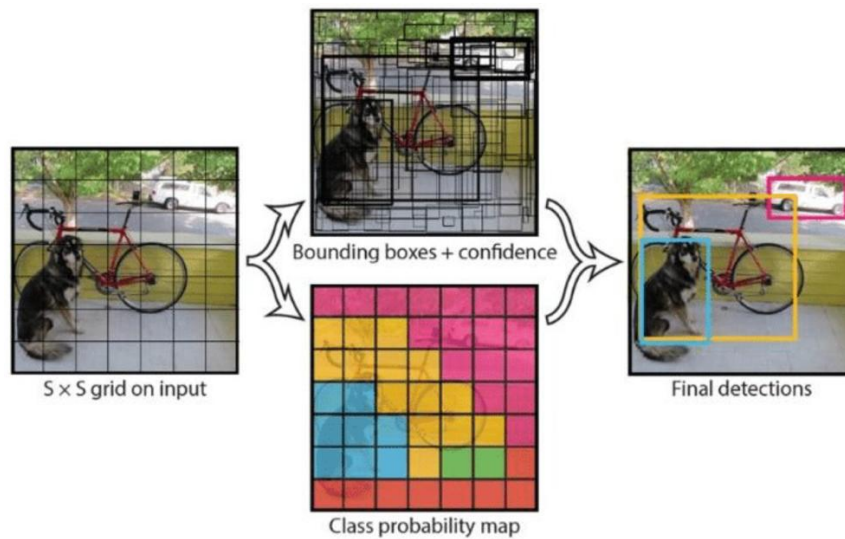 Bounding boxes + confidence
S × S grid on input
Final detections
Class probability map